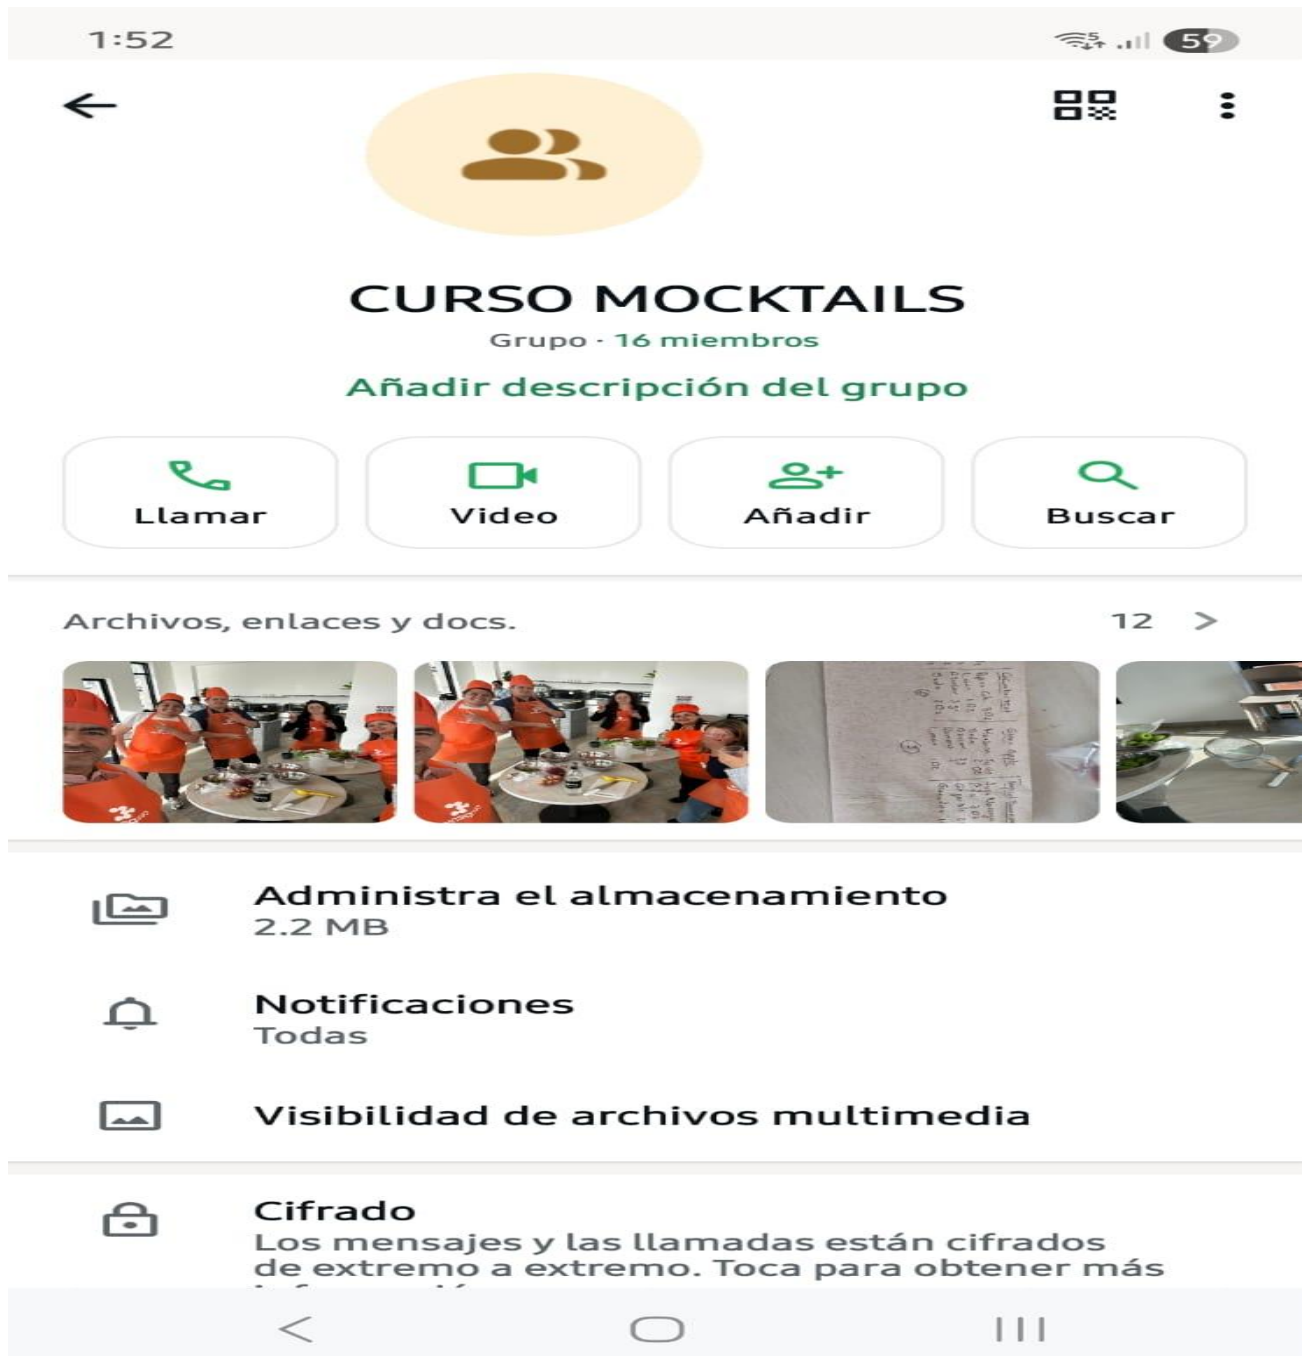 1:52
59
CURSO MOCKTAILS
Grupo · 16 miembros
Añadir descripción del grupo
Llamar
Video
Añadir
Buscar
Archivos, enlaces y docs.
12
Administra el almacenamiento
2.2 MB
Notificaciones
Todas
Visibilidad de archivos multimedia
Cifrado
Los mensajes y las llamadas están cifrados
de extremo a extremo. Toca para obtener más